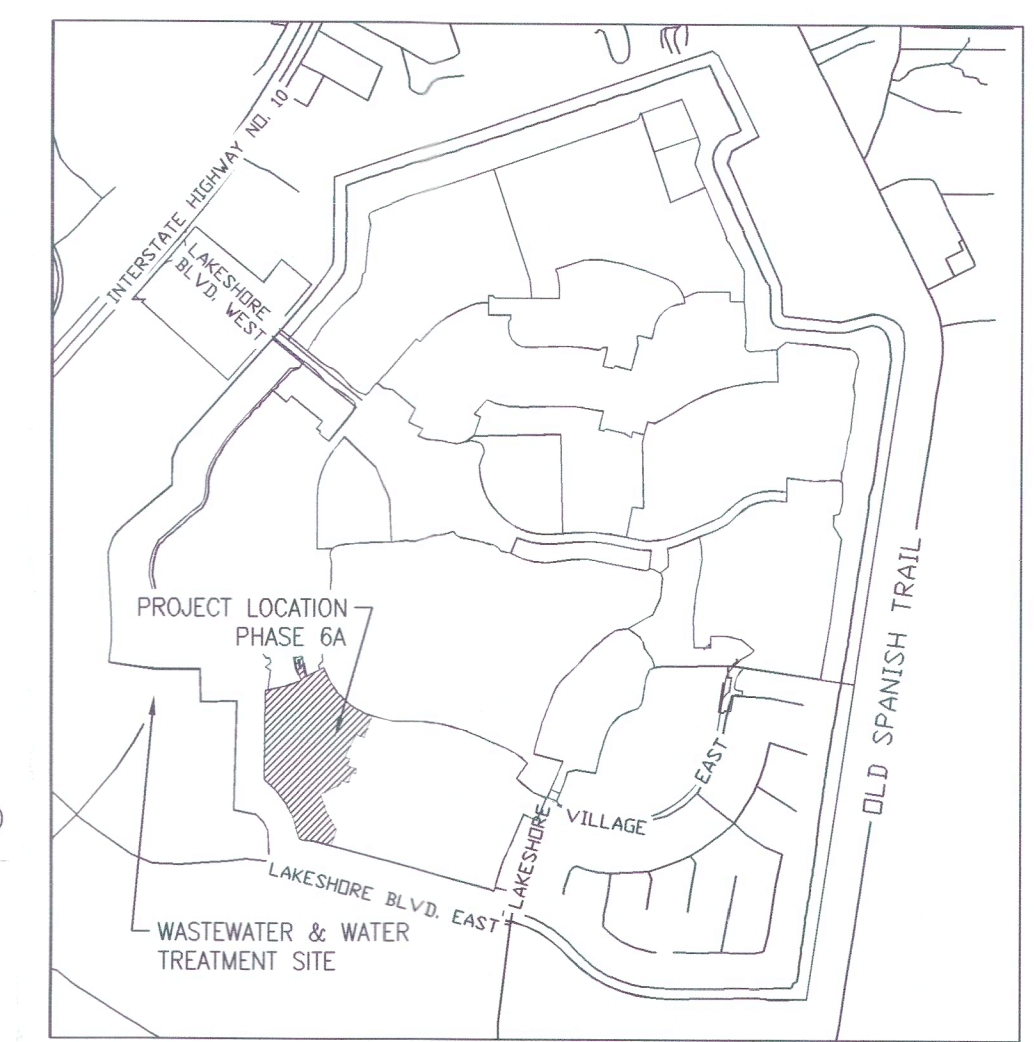 INTERSTATE HIGHWAY NO. 10
LAKESHORE
BLVD. WEST
PROJECT LOCATION
PHASE 6A
OLD SPANISH TRAIL
EAST
VILLAGE
LAKESHORE
LAKESHORE BLVD. EAST
WASTEWATER & WATER
TREATMENT SITE